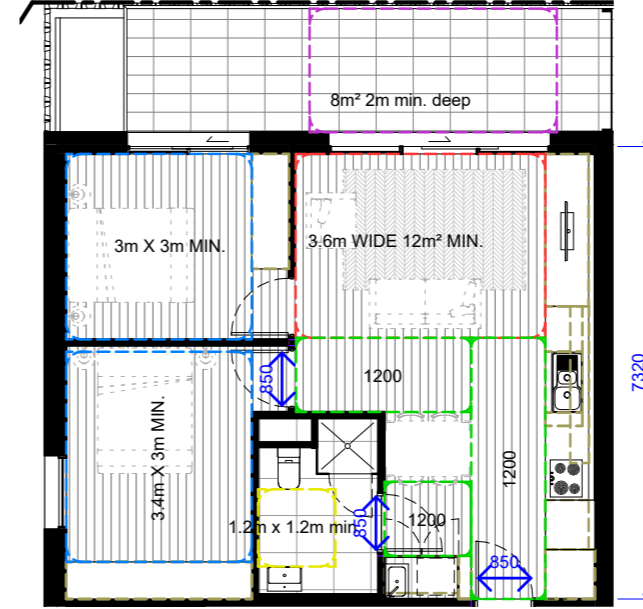 8m² 2m min. deep
3m X 3m MIN.
3.6m WIDE 12m² MIN.
7320
850
1200
3.4m X 3m MIN.
1200
1.2m x 1.2m min
850
1200
850